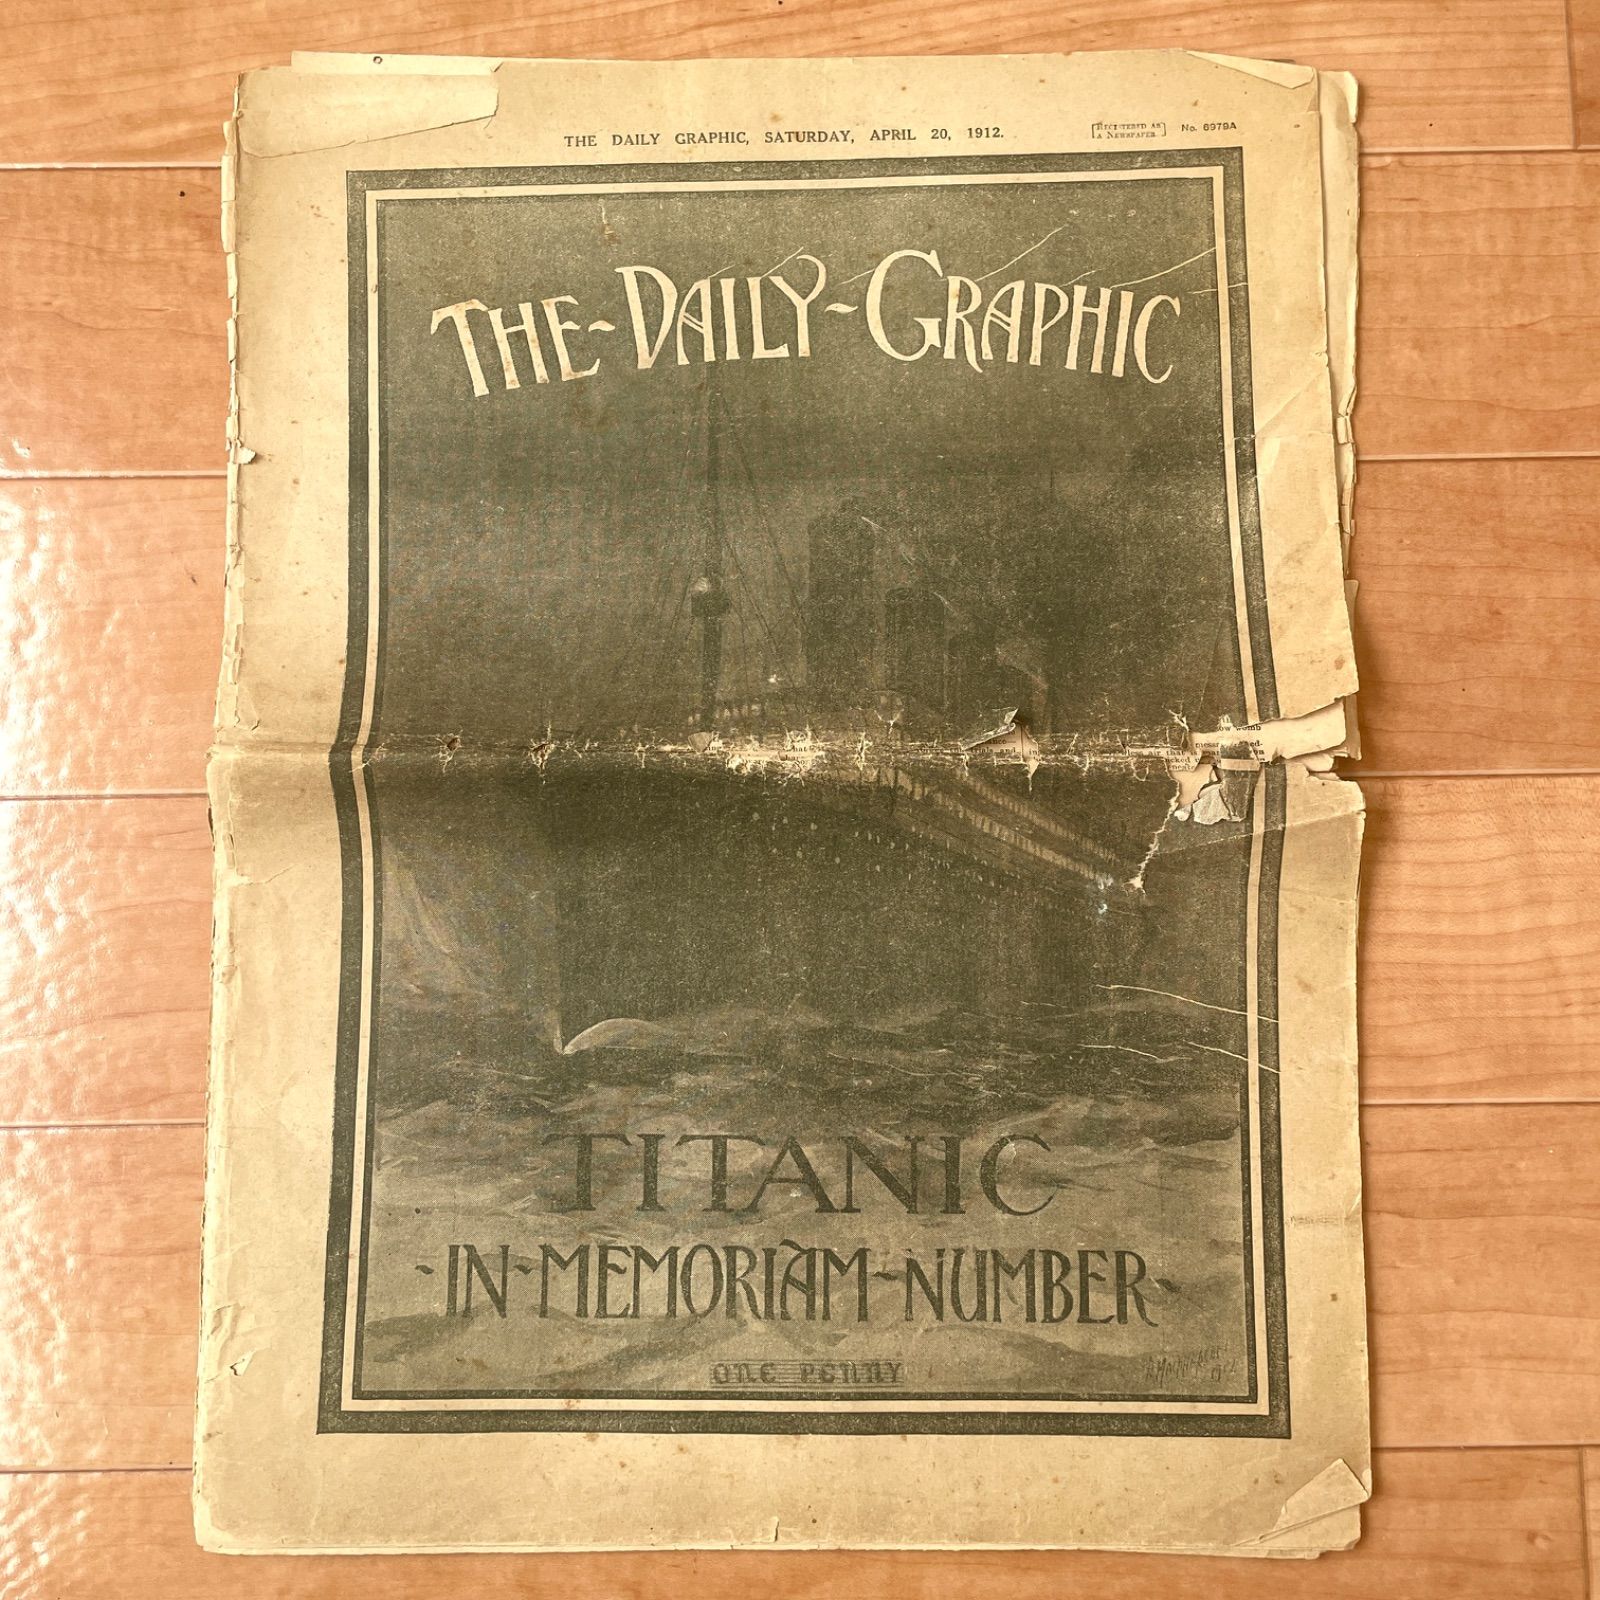 THE DAILY GRAPHIC, SATURDAY, APRIL 20, 1912.
[REGISTERED AS A NEWSPAPER]
No. 6979A
THE-DAILY-GRAPHIC
TITANIC
-IN-MEMORIAM-NUMBER-
ONE PENNY